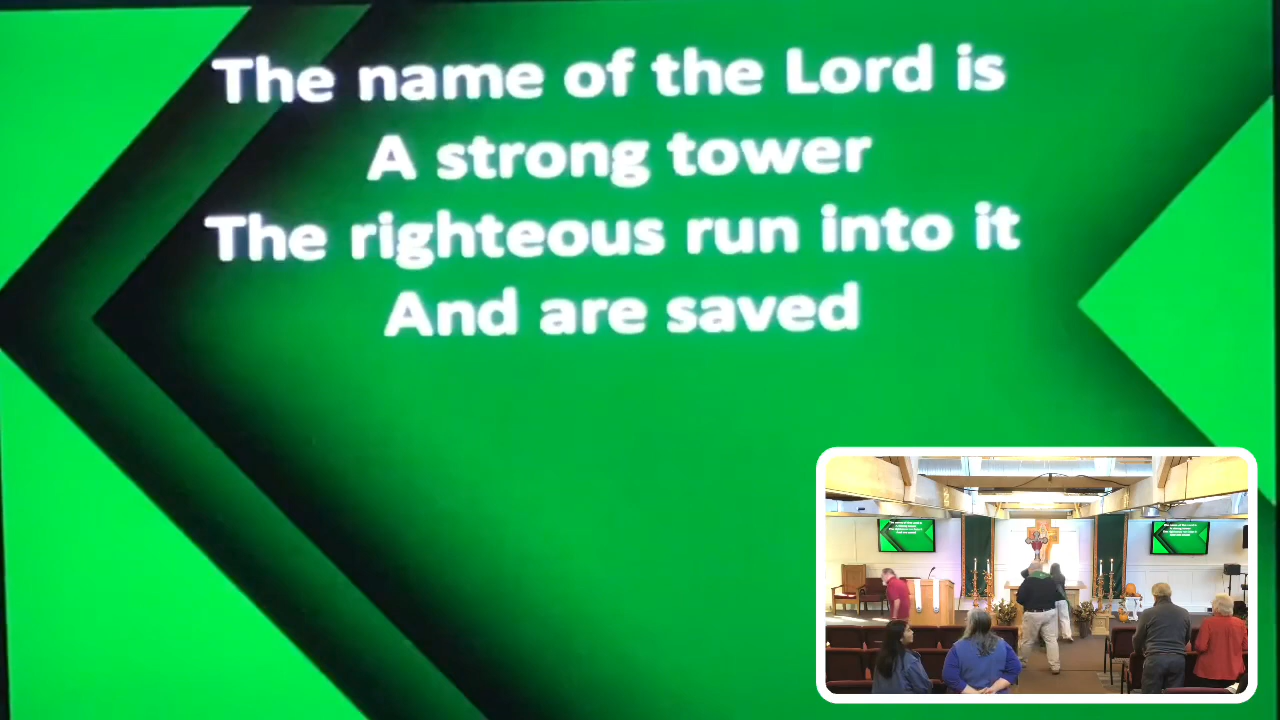 The name of the Lord is
A strong tower
The righteous run into it
And are saved